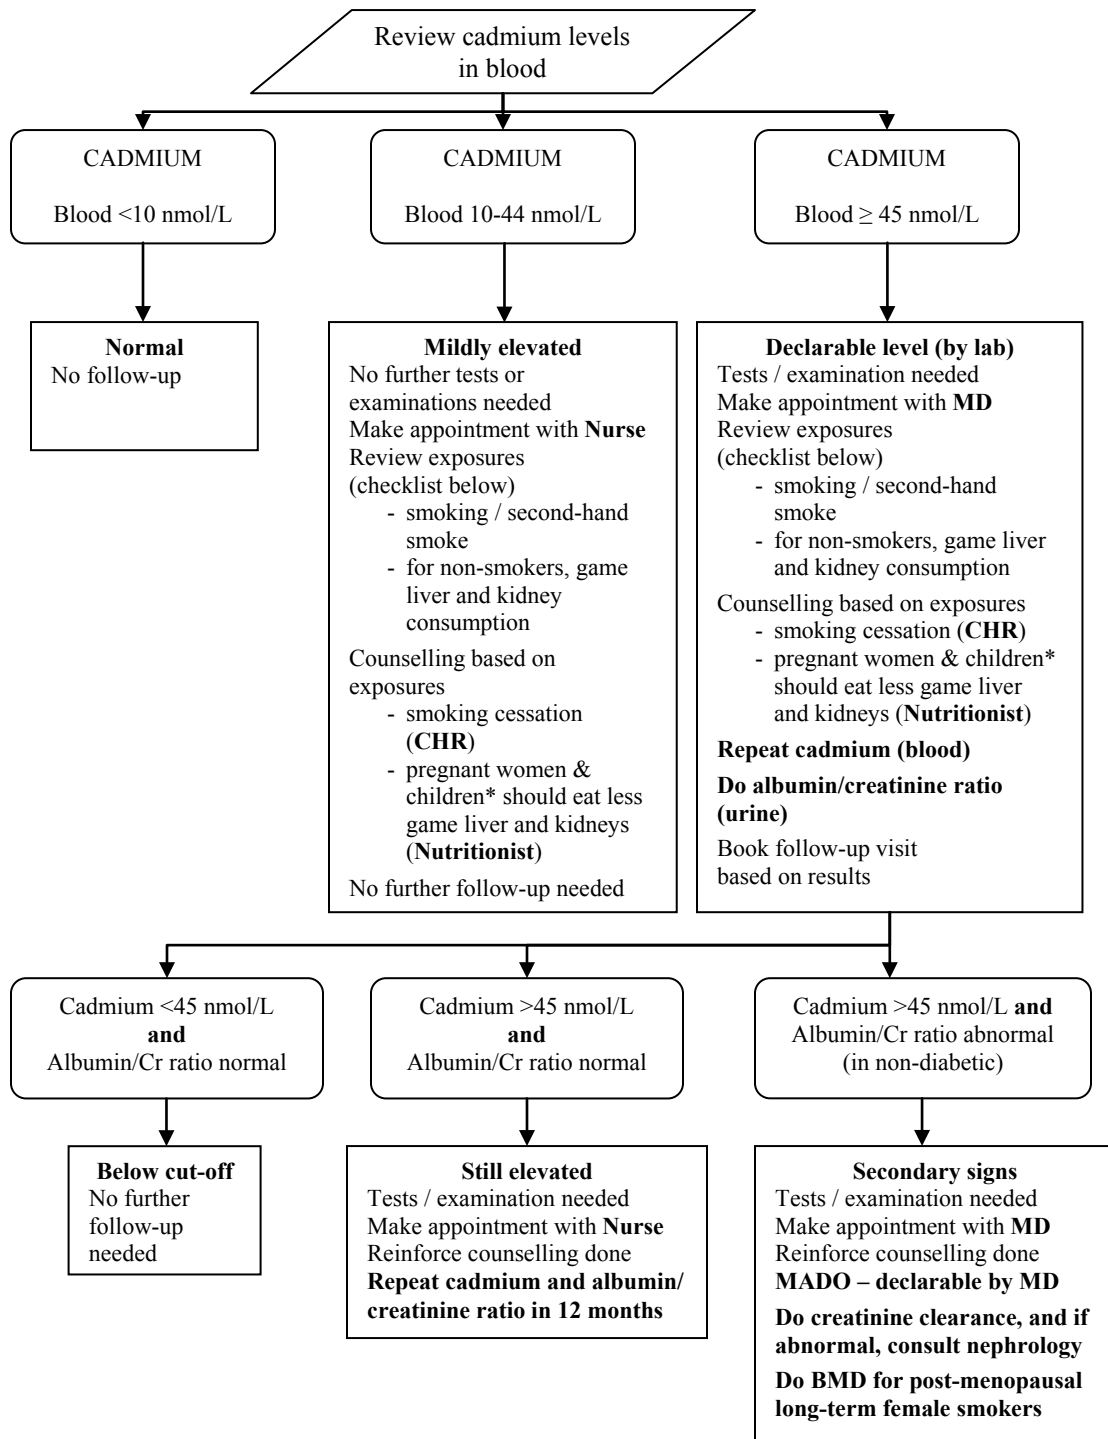 Review cadmium levels
in blood
CADMIUM
Blood <10 nmol/L
CADMIUM
Blood 10-44 nmol/L
CADMIUM
Blood ≥ 45 nmol/L
Normal
No follow-up
Mildly elevated
No further tests or
examinations needed
Make appointment with Nurse
Review exposures
(checklist below)
- smoking / second-hand
smoke
- for non-smokers, game
liver and kidney
consumption
Counselling based on
exposures
- smoking cessation
(CHR)
- pregnant women &
children* should eat less
game liver and kidneys
(Nutritionist)
No further follow-up needed
Declarable level (by lab)
Tests / examination needed
Make appointment with MD
Review exposures
(checklist below)
- smoking / second-hand
smoke
- for non-smokers, game liver
and kidney consumption
Counselling based on exposures
- smoking cessation (CHR)
- pregnant women & children*
should eat less game liver
and kidneys (Nutritionist)
Repeat cadmium (blood)
Do albumin/creatinine ratio
(urine)
Book follow-up visit
based on results
Cadmium <45 nmol/L
and
Albumin/Cr ratio normal
Cadmium >45 nmol/L
and
Albumin/Cr ratio normal
Cadmium >45 nmol/L and
Albumin/Cr ratio abnormal
(in non-diabetic)
Below cut-off
No further
follow-up
needed
Still elevated
Tests / examination needed
Make appointment with Nurse
Reinforce counselling done
Repeat cadmium and albumin/
creatinine ratio in 12 months
Secondary signs
Tests / examination needed
Make appointment with MD
Reinforce counselling done
MADO – declarable by MD
Do creatinine clearance, and if
abnormal, consult nephrology
Do BMD for post-menopausal
long-term female smokers